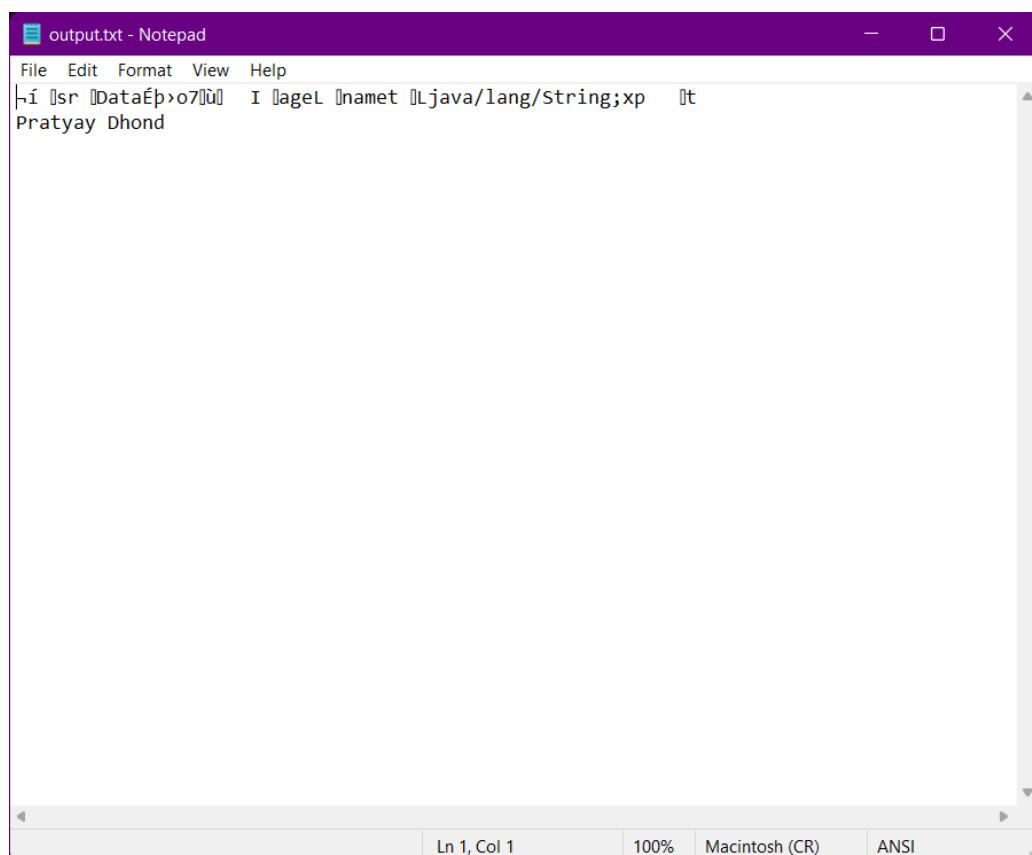 output.txt - Notepad
File Edit Format View Help
¬í ▯sr ▯DataÉþ›o7▯ù▯ I ▯ageL ▯namet ▯Ljava/lang/String;xp ▯t
Pratyay Dhond
Ln 1, Col 1 100% Macintosh (CR) ANSI